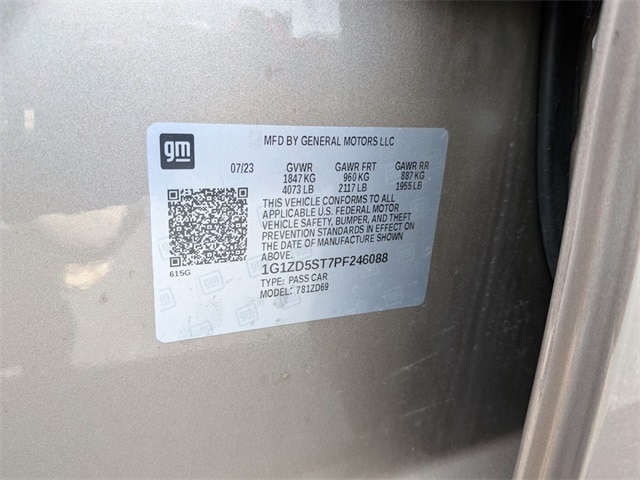 gm
MFD BY GENERAL MOTORS LLC
07/23 GVWR GAWR FRT GAWR RR
1847 KG 960 KG 887 KG
4073 LB 2117 LB 1955 LB
THIS VEHICLE CONFORMS TO ALL
APPLICABLE U.S. FEDERAL MOTOR
VEHICLE SAFETY, BUMPER, AND THEFT
PREVENTION STANDARDS IN EFFECT ON
THE DATE OF MANUFACTURE SHOWN
ABOVE.
615G
1G1ZD5ST7PF246088
TYPE: PASS CAR
MODEL: 781ZD69